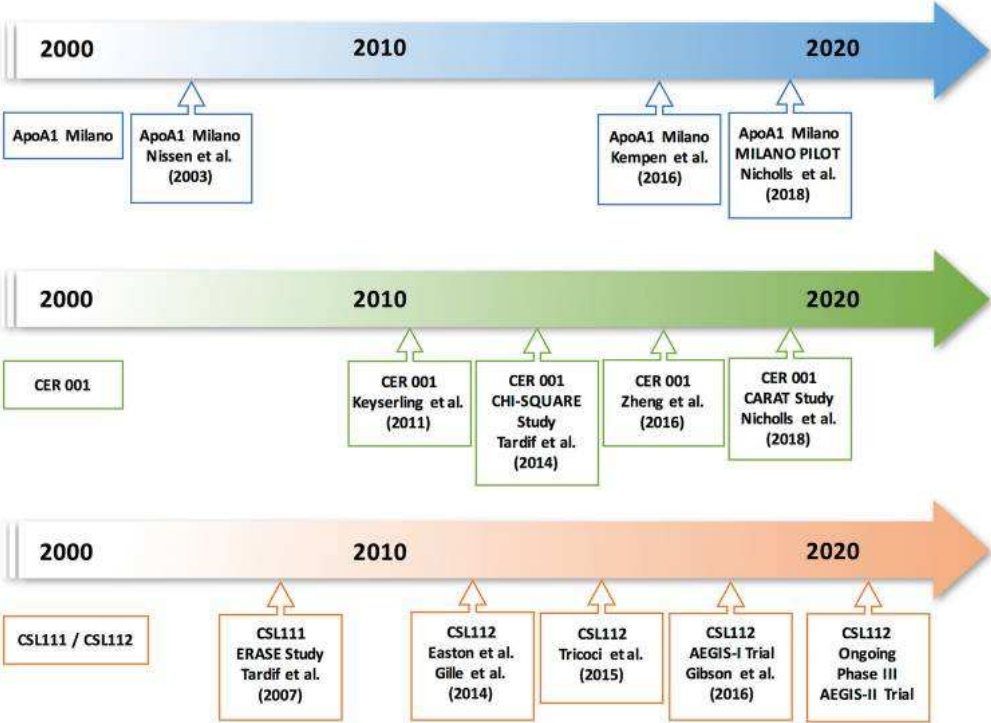 2000 2010 2020
ApoA1 Milano
ApoA1 Milano
Nissen et al.
(2003)
ApoA1 Milano
Kempen et al.
(2016)
ApoA1 Milano
MILANO PILOT
Nicholls et al.
(2018)
2000 2010 2020
CER 001
CER 001
Keyserling et al.
(2011)
CER 001
CHI-SQUARE
Study
Tardif et al.
(2014)
CER 001
Zheng et al.
(2016)
CER 001
CARAT Study
Nicholls et al.
(2018)
2000 2010 2020
CSL111 / CSL112
CSL111
ERASE Study
Tardif et al.
(2007)
CSL112
Easton et al.
Gille et al.
(2014)
CSL112
Tricoci et al.
(2015)
CSL112
AEGIS-I Trial
Gibson et al.
(2016)
CSL112
Ongoing
Phase III
AEGIS-II Trial